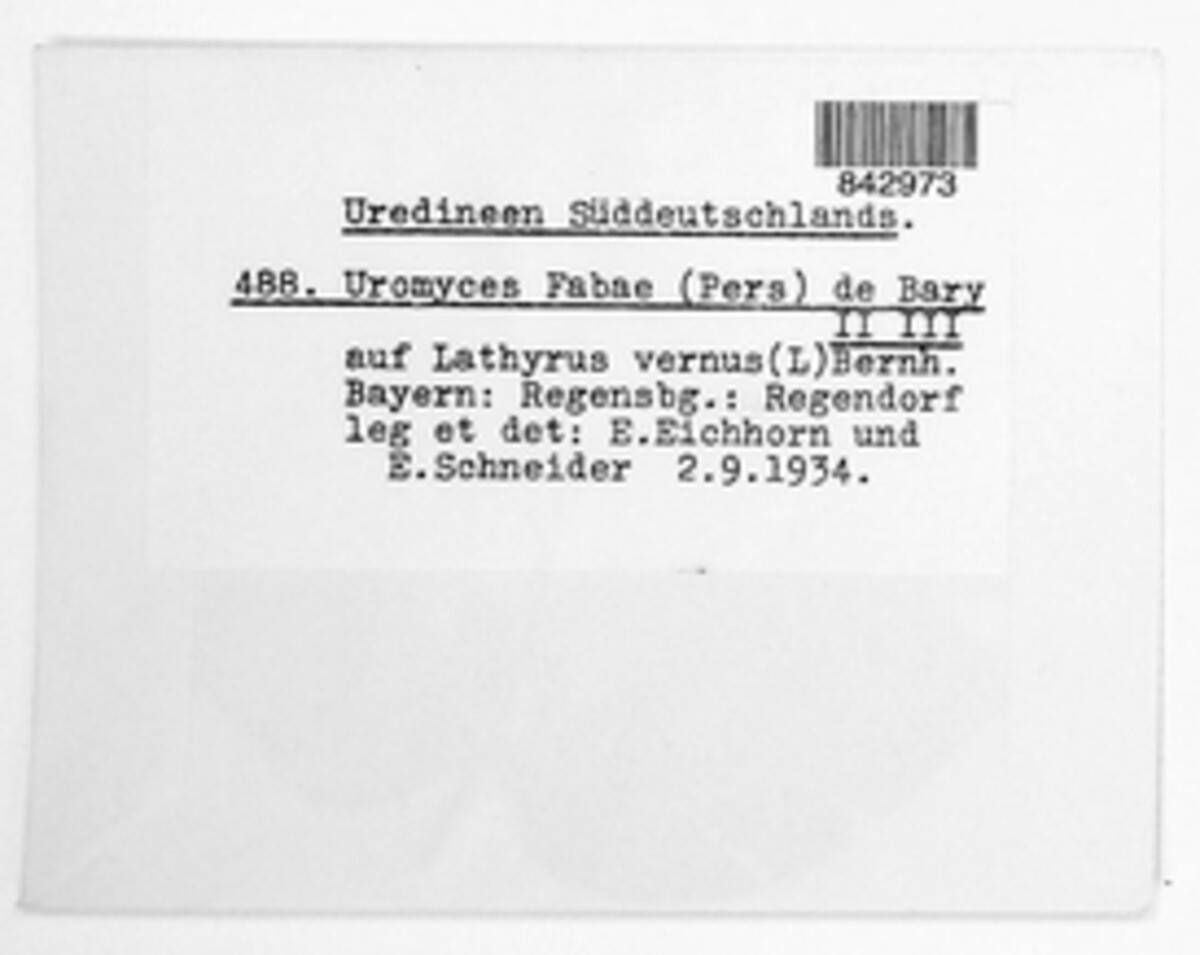 842973
Uredineen Süddeutschlands.
488. Uromyces Fabae (Pers) de Bary
II III
auf Lathyrus vernus(L)Bernh.
Bayern: Regensbg.: Regendorf
leg et det: E.Eichhorn und
E.Schneider 2.9.1934.